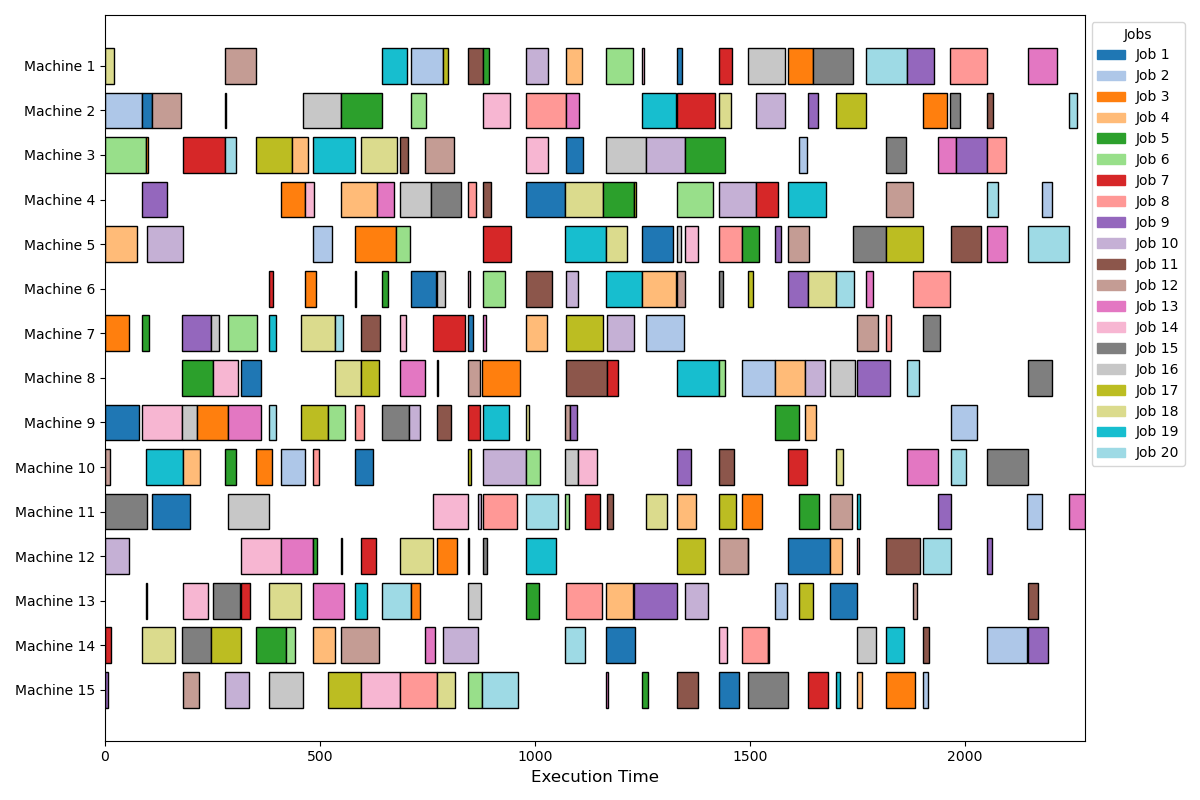 Machine 1
Machine 2
Machine 3
Machine 4
Machine 5
Machine 6
Machine 7
Machine 8
Machine 9
Machine 10
Machine 11
Machine 12
Machine 13
Machine 14
Machine 15
0
500
1000
1500
2000
Execution Time
Jobs
Job 1
Job 2
Job 3
Job 4
Job 5
Job 6
Job 7
Job 8
Job 9
Job 10
Job 11
Job 12
Job 13
Job 14
Job 15
Job 16
Job 17
Job 18
Job 19
Job 20